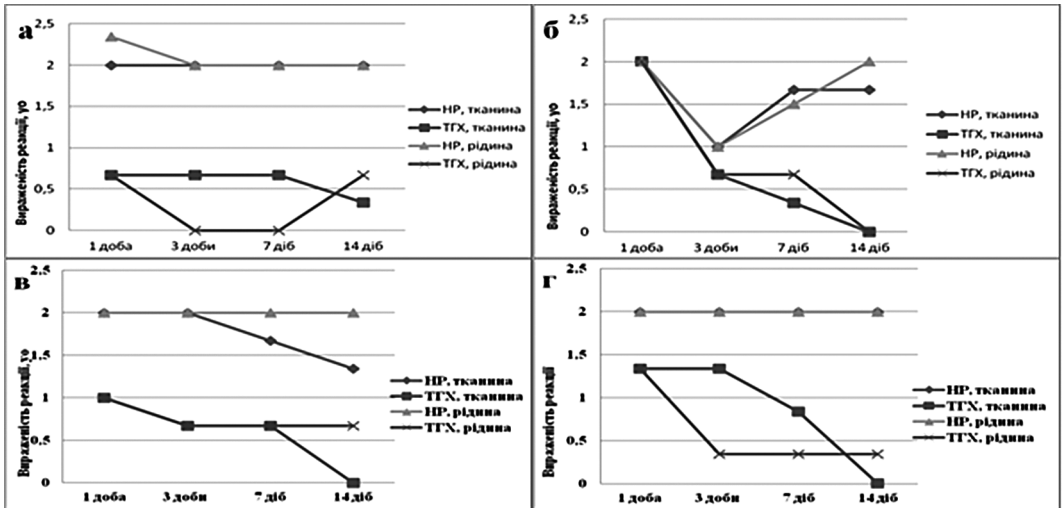 а
Вираженість реакції, уо
2,5
2
1,5
1
0,5
0
1 доба 3 доби 7 діб 14 діб
НР, тканина
ТГХ, тканина
НР, рідина
ТГХ, рідина
б
Вираженість реакції, уо
2,5
2
1,5
1
0,5
0
1 доба 3 доби 7 діб 14 діб
НР, тканина
ТГХ, тканина
НР, рідина
ТГХ, рідина
в
Вираженість реакції, уо
2,5
2
1,5
1
0,5
0
1 доба 3 доби 7 діб 14 діб
НР, тканина
ТГХ, тканина
НР, рідина
ТГХ, рідина
г
Вираженість реакції
2,5
2
1,5
1
0,5
0
1 доба 3 доби 7 діб 14 діб
НР, тканина
ТГХ, тканина
НР, рідина
ТГХ, рідина